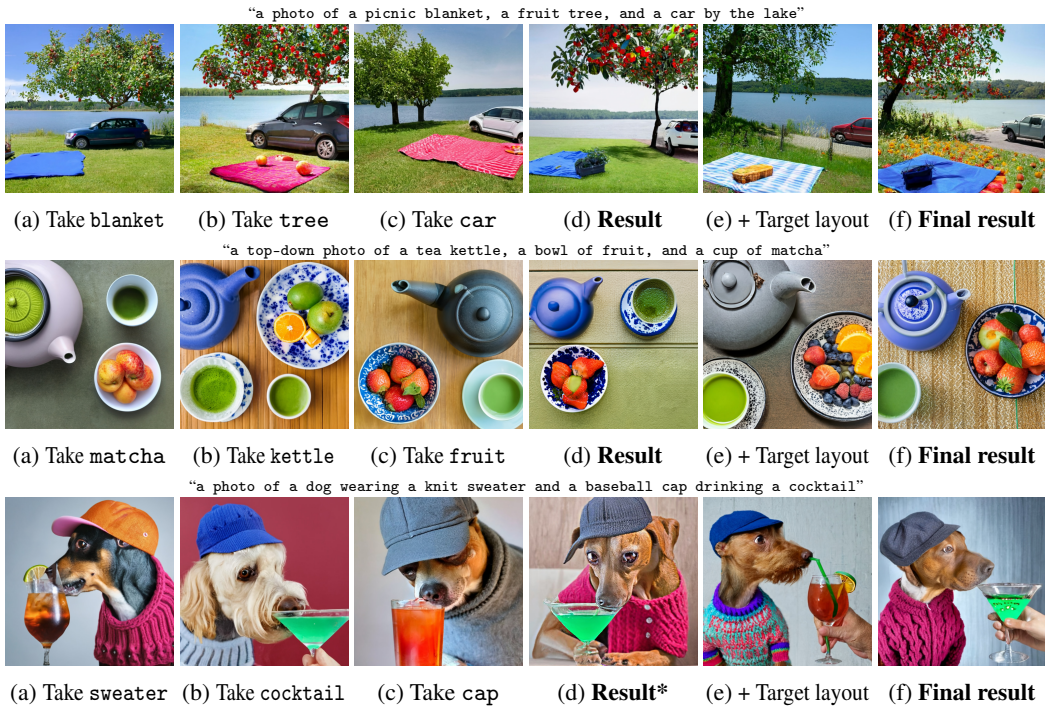 “a photo of a picnic blanket, a fruit tree, and a car by the lake”
(a) Take blanket (b) Take tree (c) Take car (d) Result (e) + Target layout (f) Final result
“a top-down photo of a tea kettle, a bowl of fruit, and a cup of matcha”
(a) Take matcha (b) Take kettle (c) Take fruit (d) Result (e) + Target layout (f) Final result
“a photo of a dog wearing a knit sweater and a baseball cap drinking a cocktail”
(a) Take sweater (b) Take cocktail (c) Take cap (d) Result* (e) + Target layout (f) Final result